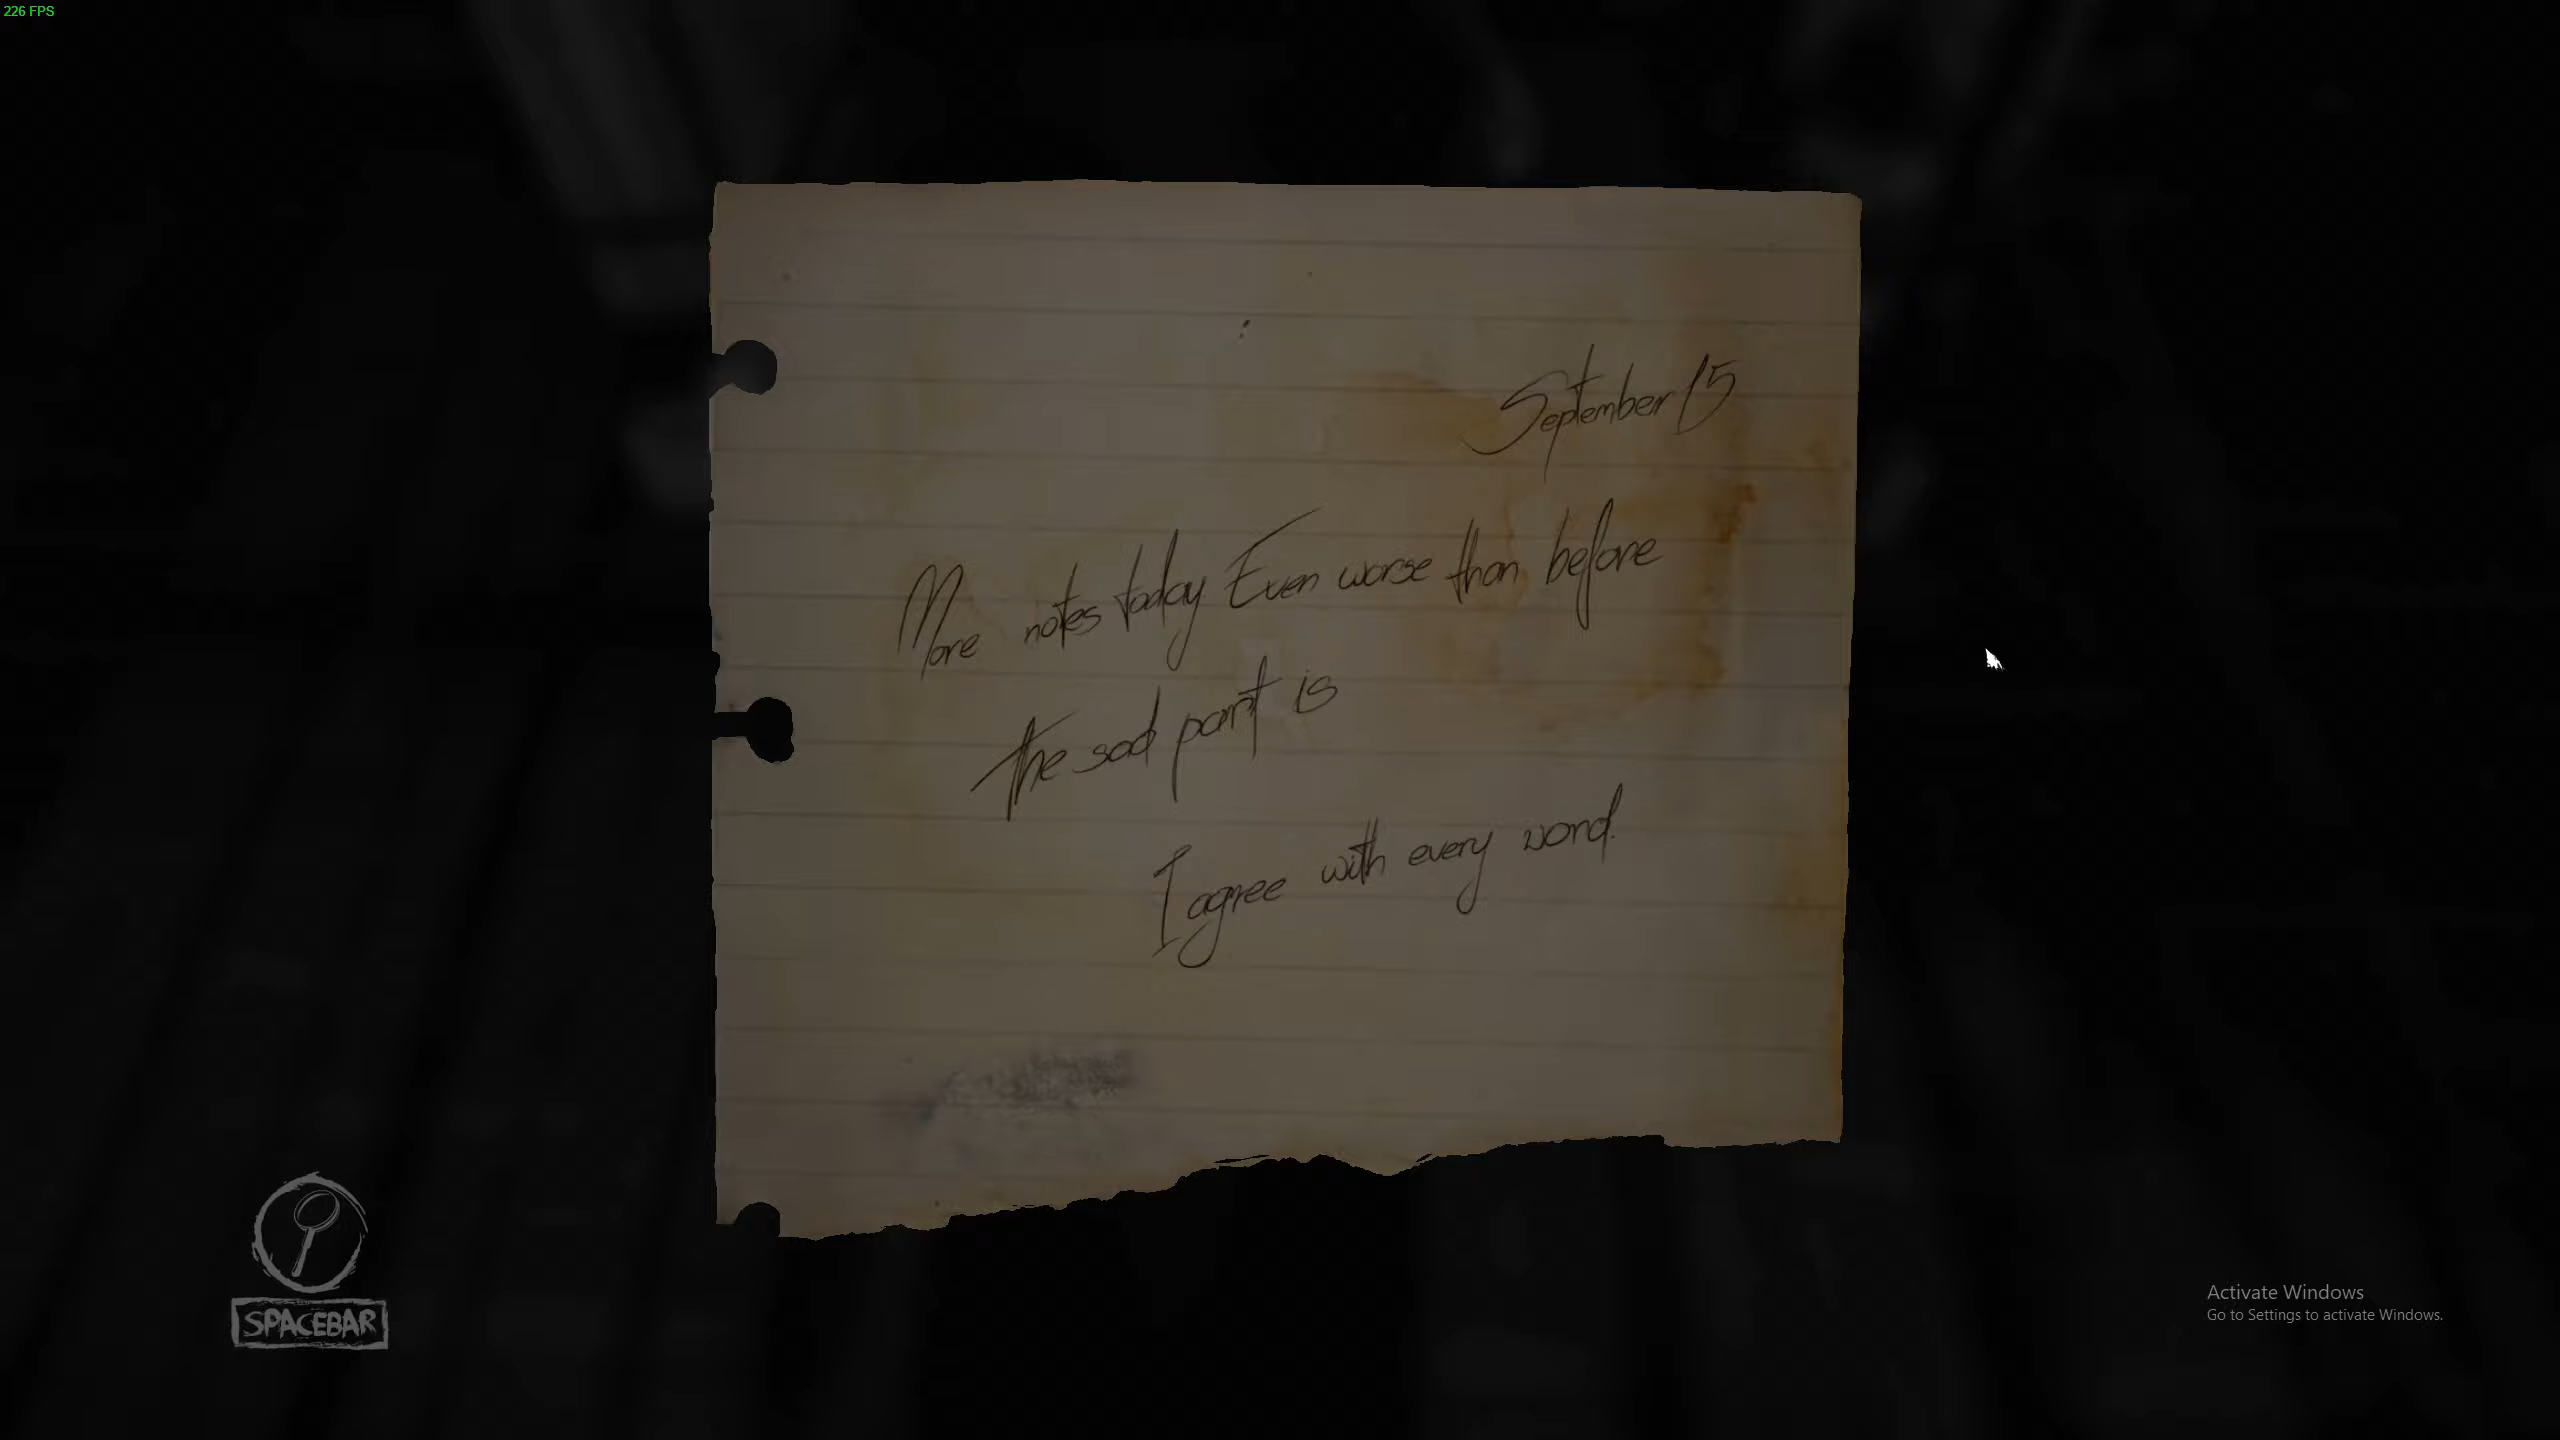 226 FPS
September 15
More notes today Even worse than before
the sad part is
I agree with every word.
SPACEBAR
Activate Windows
Go to Settings to activate Windows.